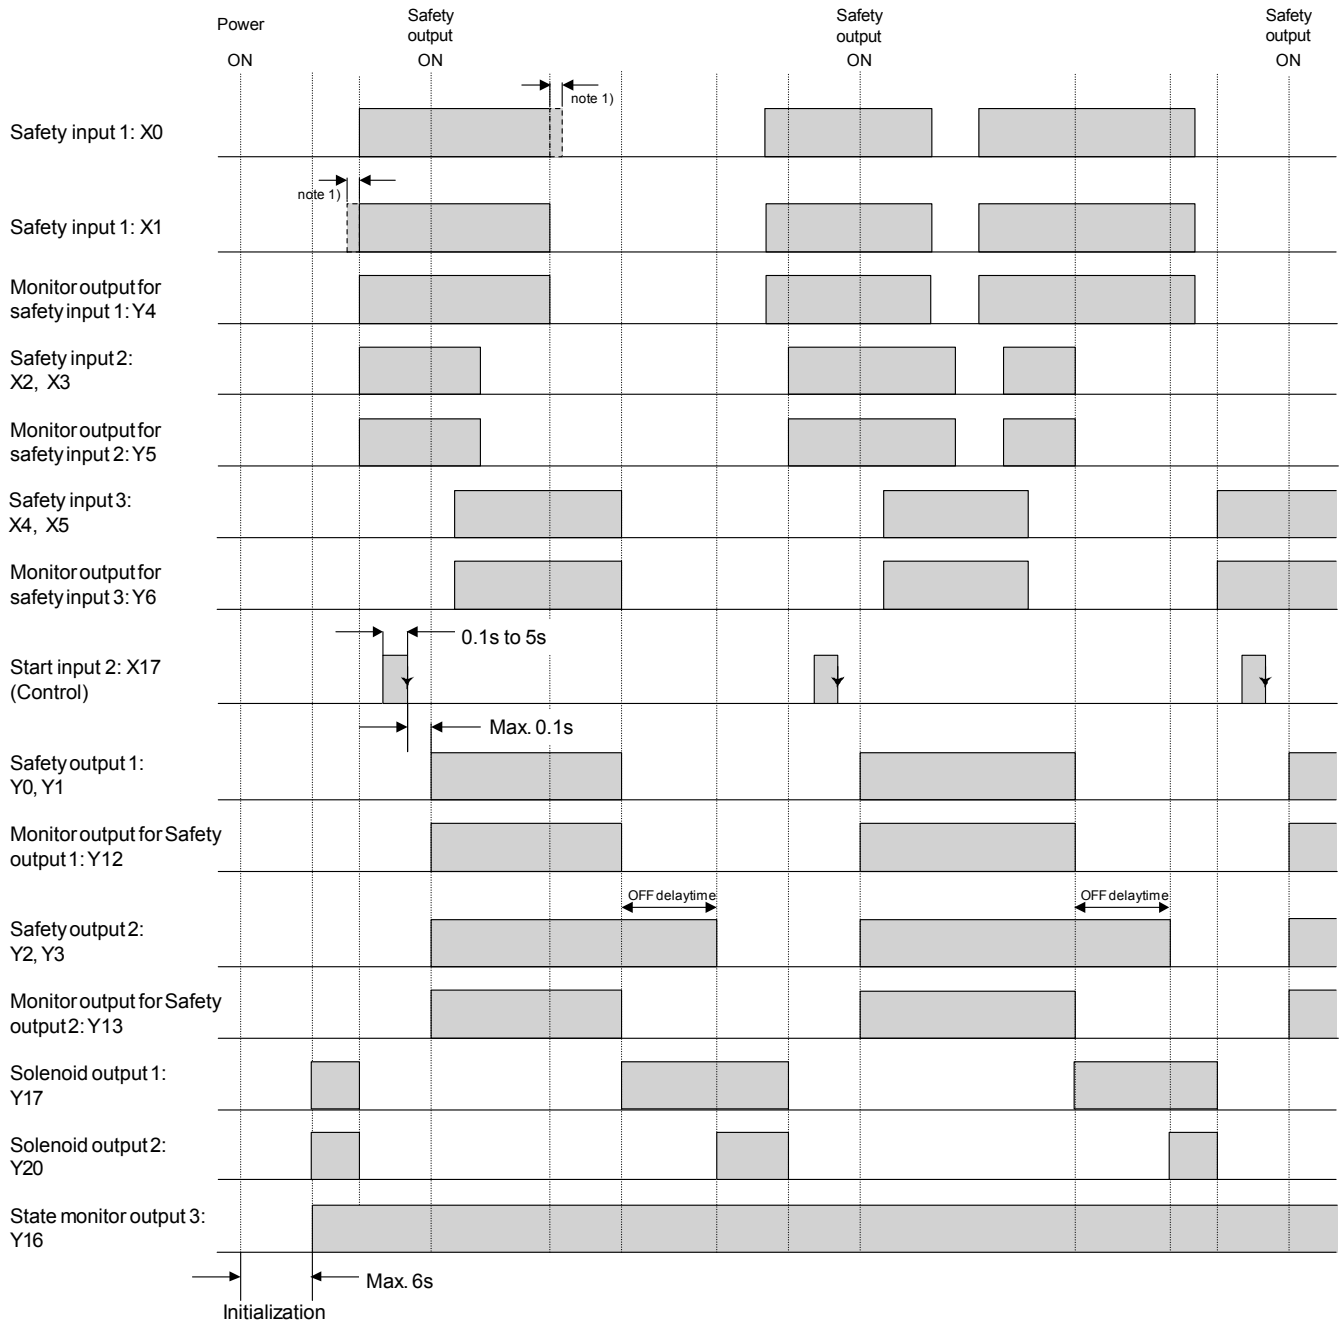 Power
ON
Safety
output
ON
Safety
output
ON
Safety
output
ON
note 1)
Safety input 1: X0
note 1)
Safety input 1: X1
Monitor output for
safety input 1: Y4
Safety input 2:
X2, X3
Monitor output for
safety input 2: Y5
Safety input 3:
X4, X5
Monitor output for
safety input 3: Y6
0.1s to 5s
Start input 2: X17
(Control)
Max. 0.1s
Safety output 1:
Y0, Y1
Monitor output for Safety
output 1: Y12
OFF delay time
OFF delay time
Safety output 2:
Y2, Y3
Monitor output for Safety
output 2: Y13
Solenoid output 1:
Y17
Solenoid output 2:
Y20
State monitor output 3:
Y16
Max. 6s
Initialization